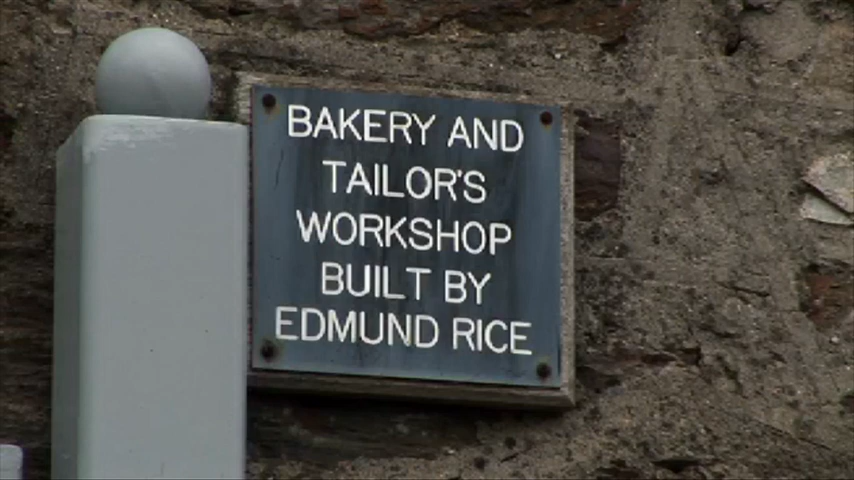 BAKERY AND
TAILOR'S
WORKSHOP
BUILT BY
EDMUND RICE